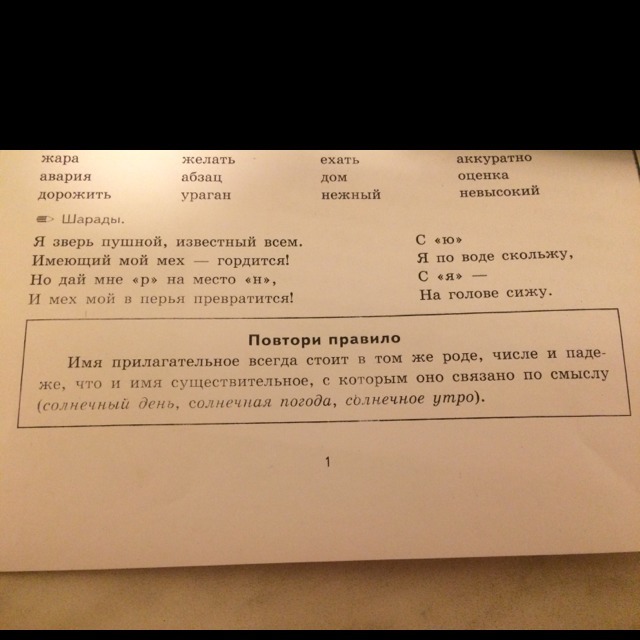 жара желать ехать аккуратно
авария абзац дом оценка
дорожить ураган нежный невысокий
Шарады.
Я зверь пушной, известный всем.
Имеющий мой мех — гордится!
Но дай мне «р» на место «н»,
И мех мой в перья превратится!
С «ю»
Я по воде скольжу,
С «я» —
На голове сижу.
Повтори правило
Имя прилагательное всегда стоит в том же роде, числе и паде-
же, что и имя существительное, с которым оно связано по смыслу
(солнечный день, солнечная погода, солнечное утро).
1